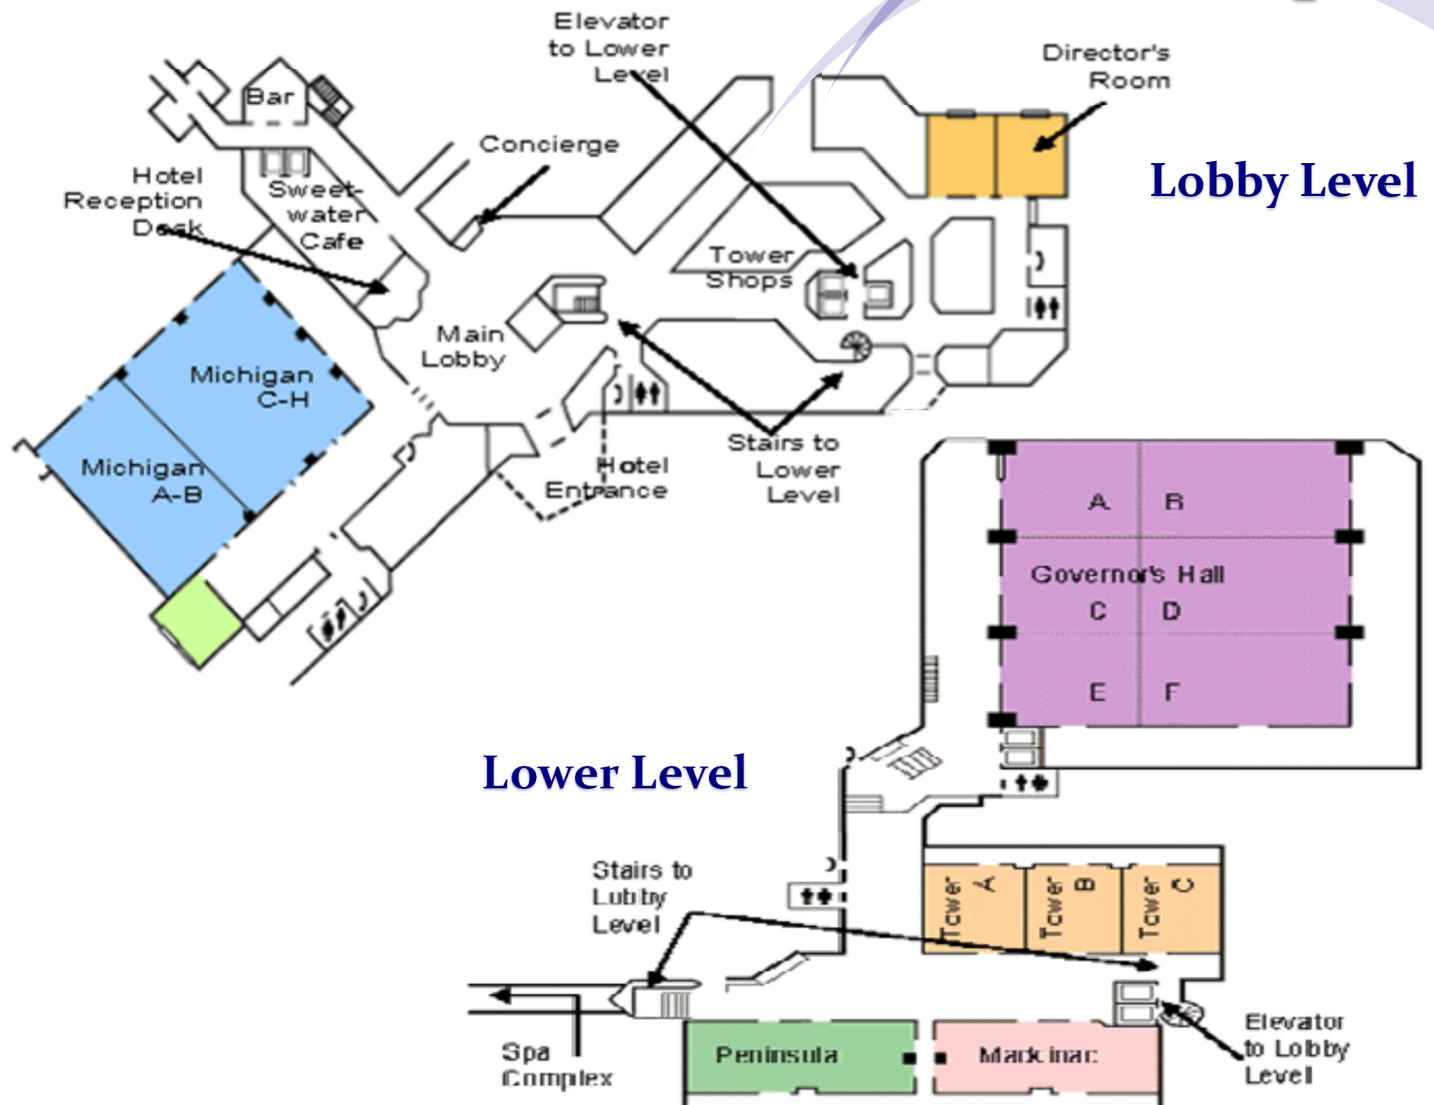 Elevator
to Lower
Level
Director's
Room
Bar
Concierge
Lobby Level
Hotel
Reception
Desk
Sweet-
water
Cafe
Tower
Shops
Main
Lobby
Michigan
C-H
Michigan
A-B
Hotel
Entrance
Stairs to
Lower
Level
A B
Governor's Hall
C D
E F
Lower Level
Stairs to
Lobby
Level
Tower A
Tower B
Tower C
Spa
Complex
Peninsula
Mackinac
Elevator
to Lobby
Level